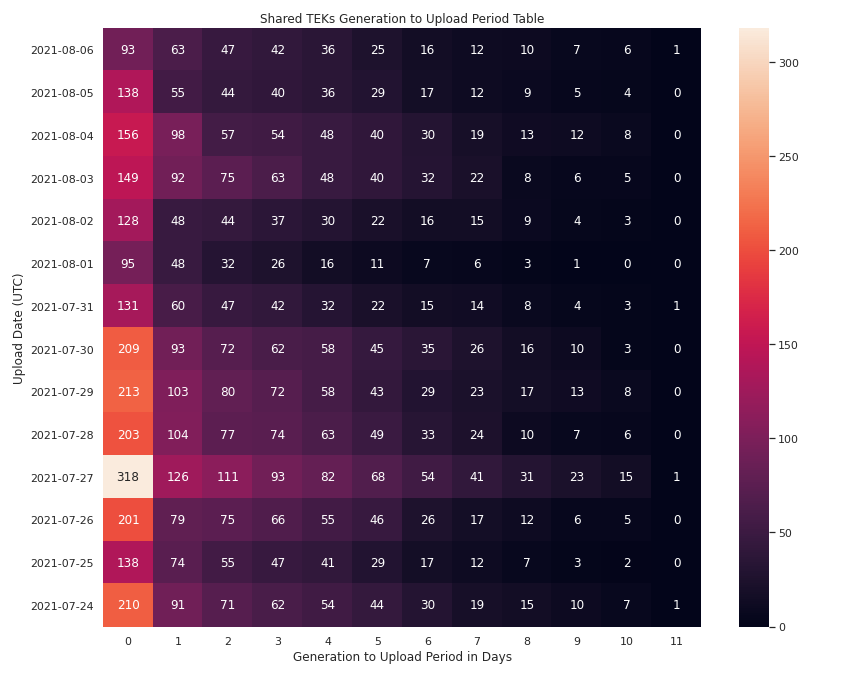 Shared TEKs Generation to Upload Period Table
Upload Date (UTC)
2021-08-06 93 63 47 42 36 25 16 12 10 7 6 1
2021-08-05 138 55 44 40 36 29 17 12 9 5 4 0
2021-08-04 156 98 57 54 48 40 30 19 13 12 8 0
2021-08-03 149 92 75 63 48 40 32 22 8 6 5 0
2021-08-02 128 48 44 37 30 22 16 15 9 4 3 0
2021-08-01 95 48 32 26 16 11 7 6 3 1 0 0
2021-07-31 131 60 47 42 32 22 15 14 8 4 3 1
2021-07-30 209 93 72 62 58 45 35 26 16 10 3 0
2021-07-29 213 103 80 72 58 43 29 23 17 13 8 0
2021-07-28 203 104 77 74 63 49 33 24 10 7 6 0
2021-07-27 318 126 111 93 82 68 54 41 31 23 15 1
2021-07-26 201 79 75 66 55 46 26 17 12 6 5 0
2021-07-25 138 74 55 47 41 29 17 12 7 3 2 0
2021-07-24 210 91 71 62 54 44 30 19 15 10 7 1
0 1 2 3 4 5 6 7 8 9 10 11
Generation to Upload Period in Days
300
250
200
150
100
50
0